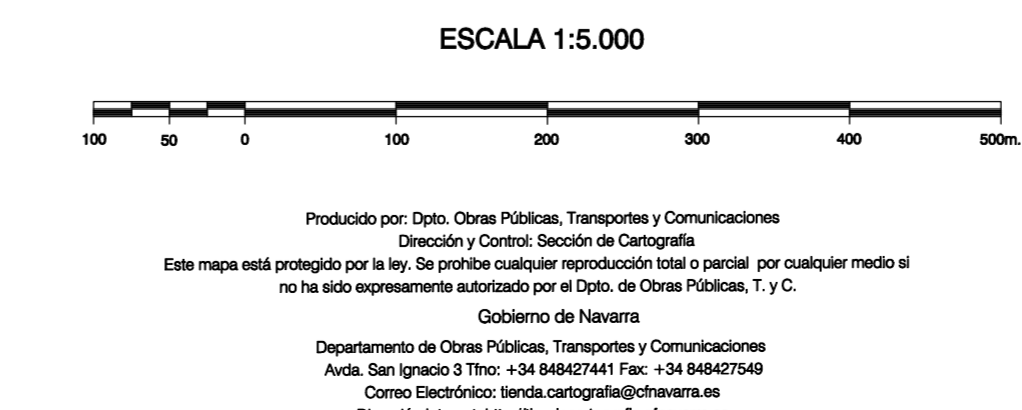 ESCALA 1:5.000
100 50 0 100 200 300 400 500m.
Producido por: Dpto. Obras Públicas, Transportes y Comunicaciones
Dirección y Control: Sección de Cartografía
Este mapa está protegido por la ley. Se prohibe cualquier reproducción total o parcial por cualquier medio si
no ha sido expresamente autorizado por el Dpto. de Obras Públicas, T. y C.
Gobierno de Navarra
Departamento de Obras Públicas, Transportes y Comunicaciones
Avda. San Ignacio 3 Tfno: +34 848427441 Fax: +34 848427549
Correo Electrónico: tienda.cartografia@cfnavarra.es